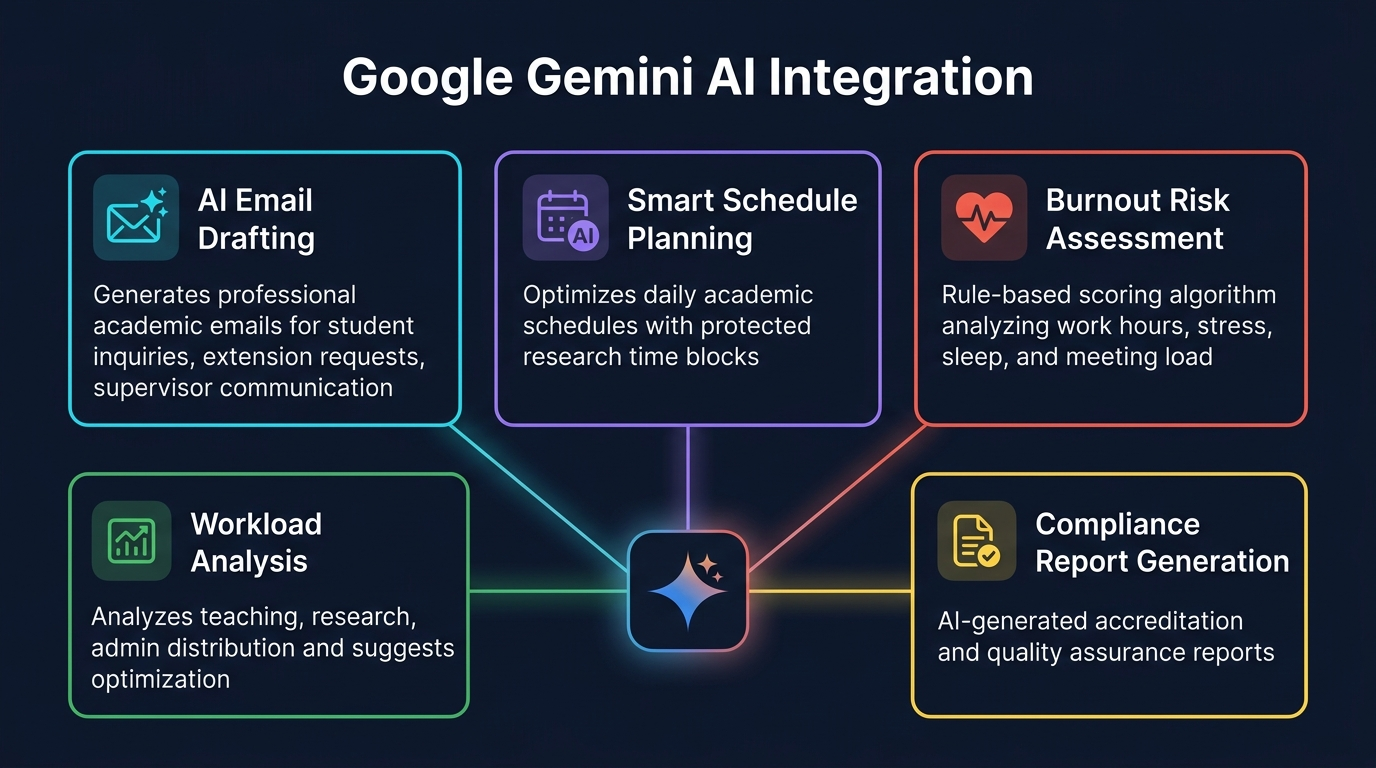 Google Gemini AI Integration
AI Email
Drafting
Generates professional
academic emails for student
inquiries, extension requests,
supervisor communication
AI
Smart Schedule
Planning
Optimizes daily academic
schedules with protected
research time blocks
Burnout Risk
Assessment
Rule-based scoring algorithm
analyzing work hours, stress,
sleep, and meeting load
Workload
Analysis
Analyzes teaching, research,
admin distribution and suggests
optimization
Compliance
Report Generation
AI-generated accreditation
and quality assurance reports